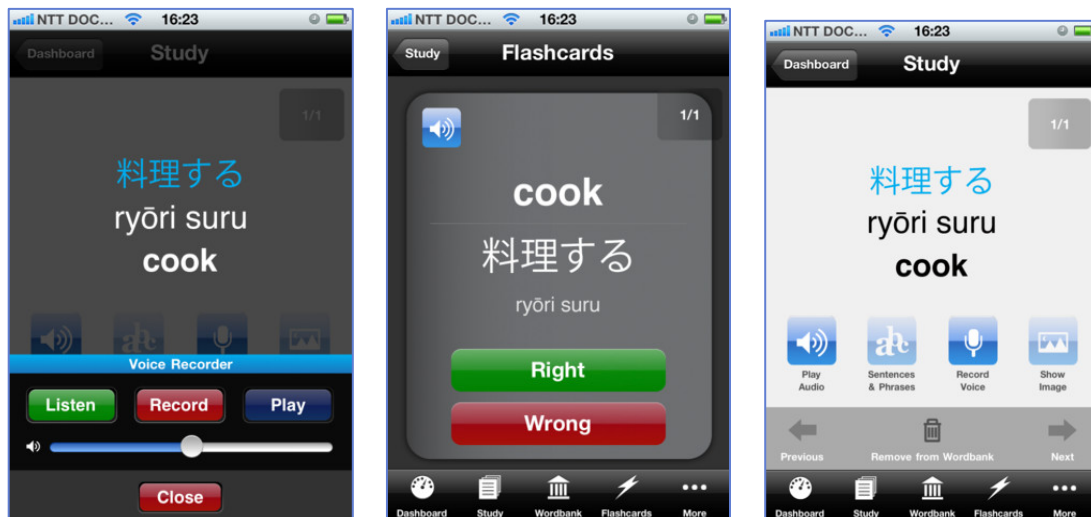 NTT DOC... 16:23
Dashboard Study
1/1
料理する
ryōri suru
cook
Voice Recorder
Listen Record Play
Close
NTT DOC... 16:23
Study Flashcards
1/1
cook
料理する
ryōri suru
Right
Wrong
Dashboard Study Wordbank Flashcards More
NTT DOC... 16:23
Dashboard Study
1/1
料理する
ryōri suru
cook
Play Audio
Sentences & Phrases
Record Voice
Show Image
Previous Remove from Wordbank Next
Dashboard Study Wordbank Flashcards More